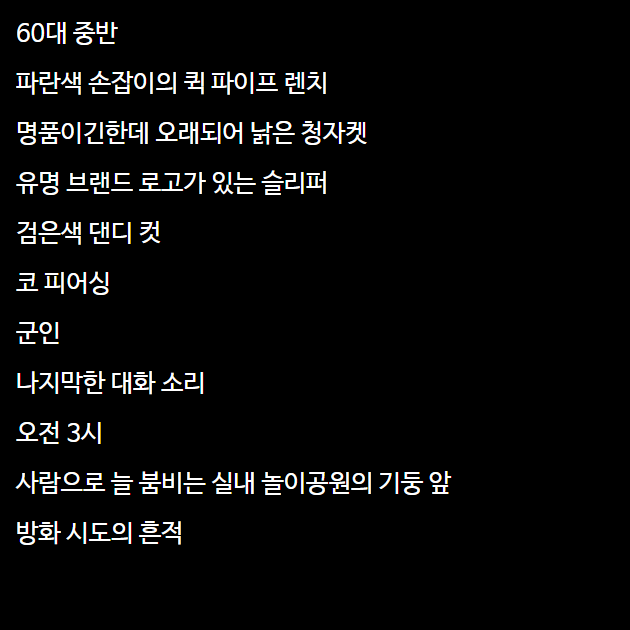 60대 중반
파란색 손잡이의 퀵 파이프 렌치
명품이긴한데 오래되어 낡은 청자켓
유명 브랜드 로고가 있는 슬리퍼
검은색 댄디 컷
코 피어싱
군인
나지막한 대화 소리
오전 3시
사람으로 늘 붐비는 실내 놀이공원의 기둥 앞
방화 시도의 흔적